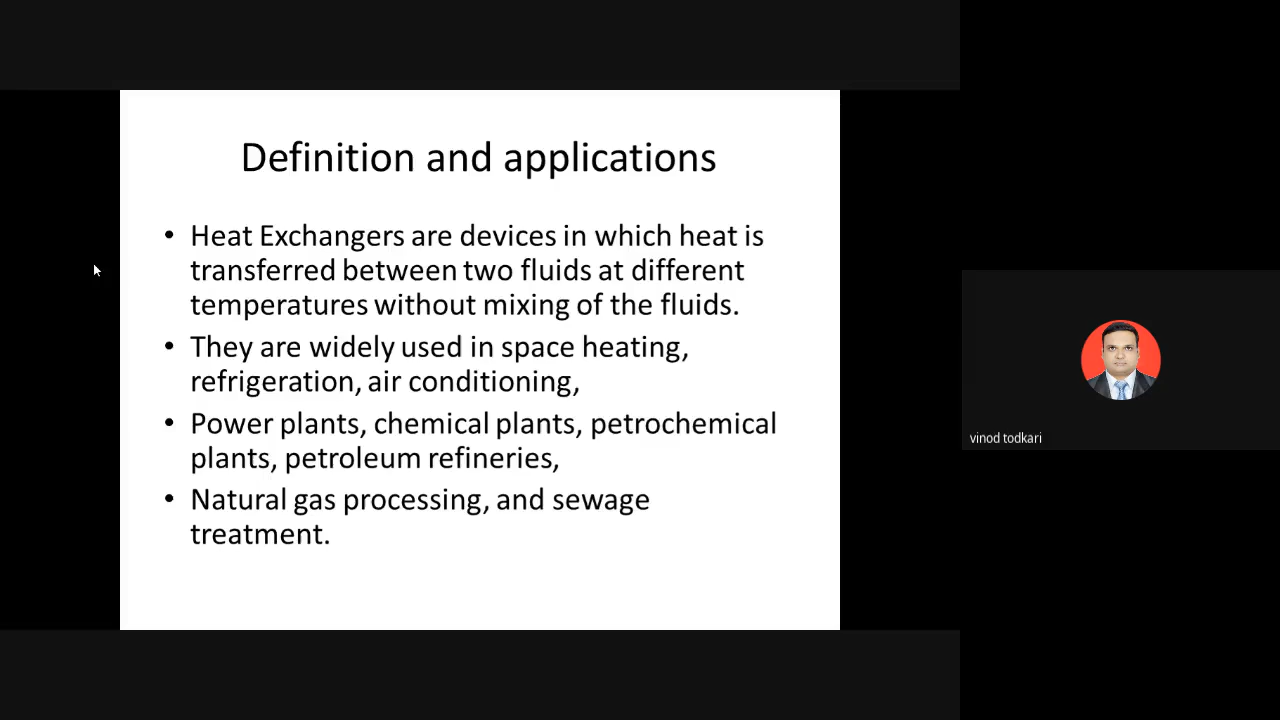 Definition and applications
• Heat Exchangers are devices in which heat is
transferred between two fluids at different
temperatures without mixing of the fluids.
• They are widely used in space heating,
refrigeration, air conditioning,
• Power plants, chemical plants, petrochemical
plants, petroleum refineries,
• Natural gas processing, and sewage
treatment.
vinod todkari